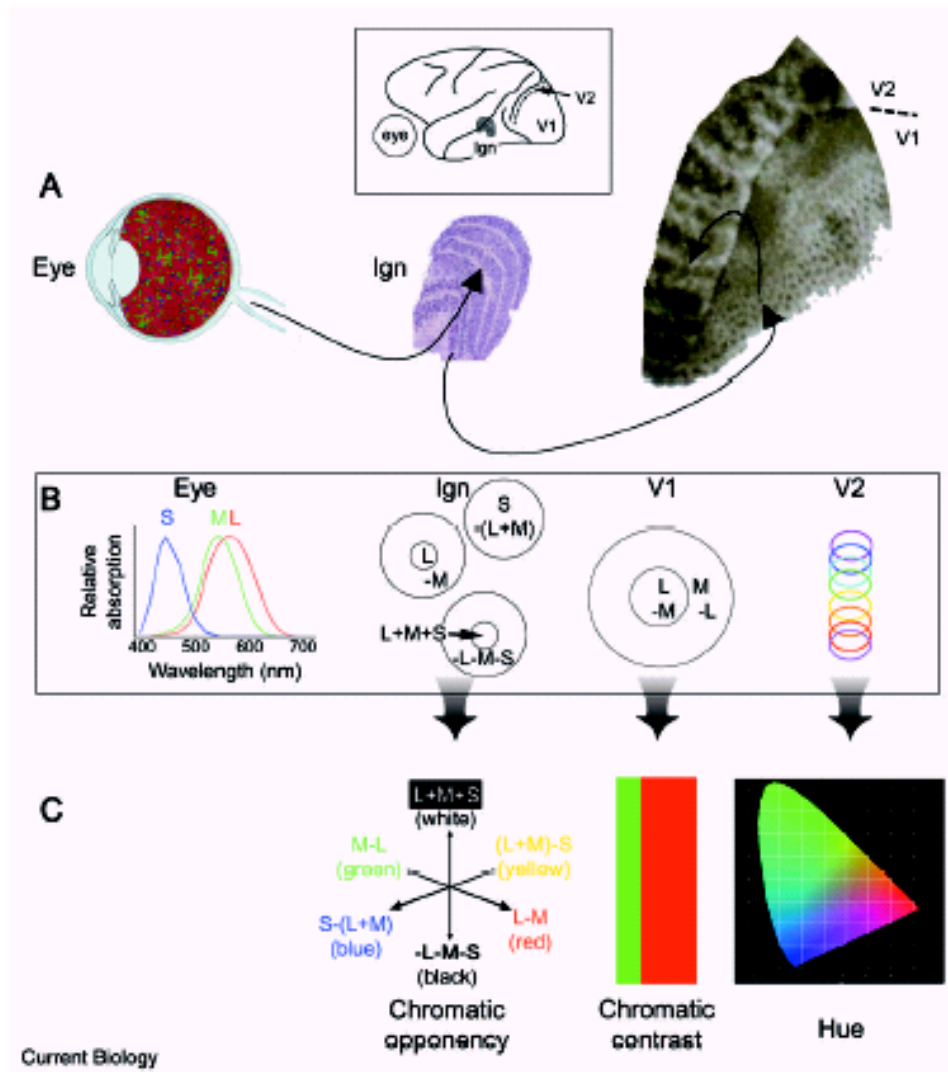 V2
V1
eye
lgn
V2
V1
A
Eye
lgn
B
Eye
lgn
V1
V2
S
M L
Relative
absorption
400 500 600 700
Wavelength (nm)
S
-(L+M)
L
-M
L+M+S
-L-M-S
L
-M
M
-L
C
L+M+S
(white)
M-L
(green)
(L+M)-S
(yellow)
S-(L+M)
(blue)
L-M
(red)
-L-M-S
(black)
Chromatic
opponency
Chromatic
contrast
Hue
Current Biology